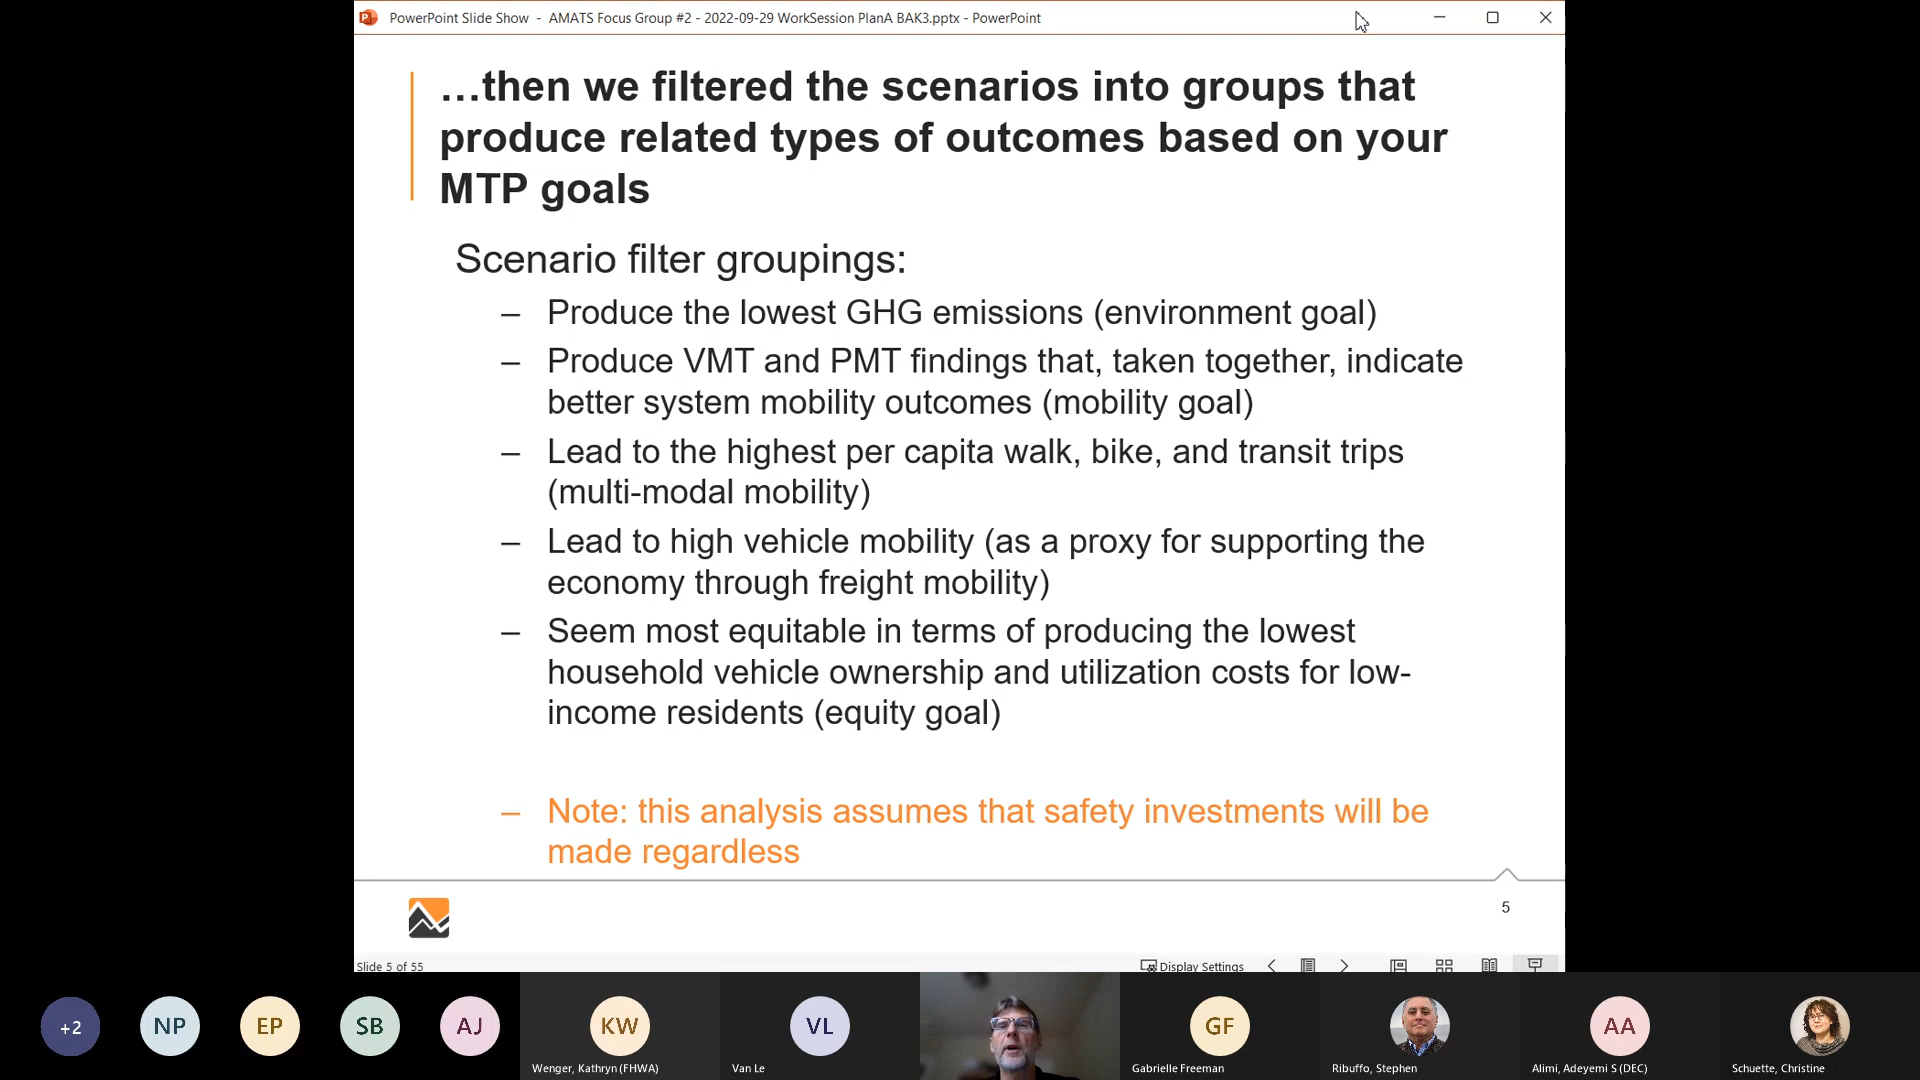 PowerPoint Slide Show - AMATS Focus Group #2 - 2022-09-29 WorkSession PlanA BAK3.pptx - PowerPoint
…then we filtered the scenarios into groups that
produce related types of outcomes based on your
MTP goals
Scenario filter groupings:
– Produce the lowest GHG emissions (environment goal)
– Produce VMT and PMT findings that, taken together, indicate
better system mobility outcomes (mobility goal)
– Lead to the highest per capita walk, bike, and transit trips
(multi-modal mobility)
– Lead to high vehicle mobility (as a proxy for supporting the
economy through freight mobility)
– Seem most equitable in terms of producing the lowest
household vehicle ownership and utilization costs for low-
income residents (equity goal)
– Note: this analysis assumes that safety investments will be
made regardless
5
Slide 5 of 55
Display Settings
+2
NP
EP
SB
AJ
KW
VL
GF
AA
Wenger, Kathryn (FHWA)
Van Le
Gabrielle Freeman
Ribuffo, Stephen
Alimi, Adeyemi S (DEC)
Schuette, Christine